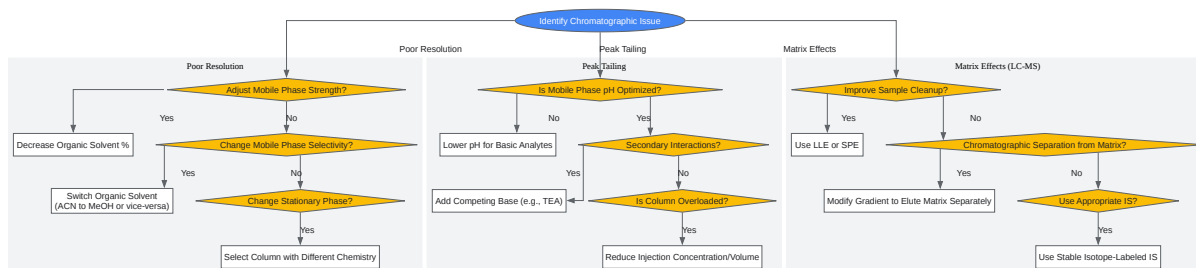 Identify Chromatographic Issue
Poor Resolution
Peak Tailing
Matrix Effects
Poor Resolution
Adjust Mobile Phase Strength?
Yes
No
Decrease Organic Solvent %
Change Mobile Phase Selectivity?
Yes
No
Switch Organic Solvent
(ACN to MeOH or vice-versa)
Change Stationary Phase?
Yes
Select Column with Different Chemistry
Peak Tailing
Is Mobile Phase pH Optimized?
No
Yes
Lower pH for Basic Analytes
Secondary Interactions?
Yes
No
Add Competing Base (e.g., TEA)
Is Column Overloaded?
Yes
Reduce Injection Concentration/Volume
Matrix Effects (LC-MS)
Improve Sample Cleanup?
Yes
No
Use LLE or SPE
Chromatographic Separation from Matrix?
Yes
No
Modify Gradient to Elute Matrix Separately
Use Appropriate IS?
Yes
Use Stable Isotope-Labeled IS